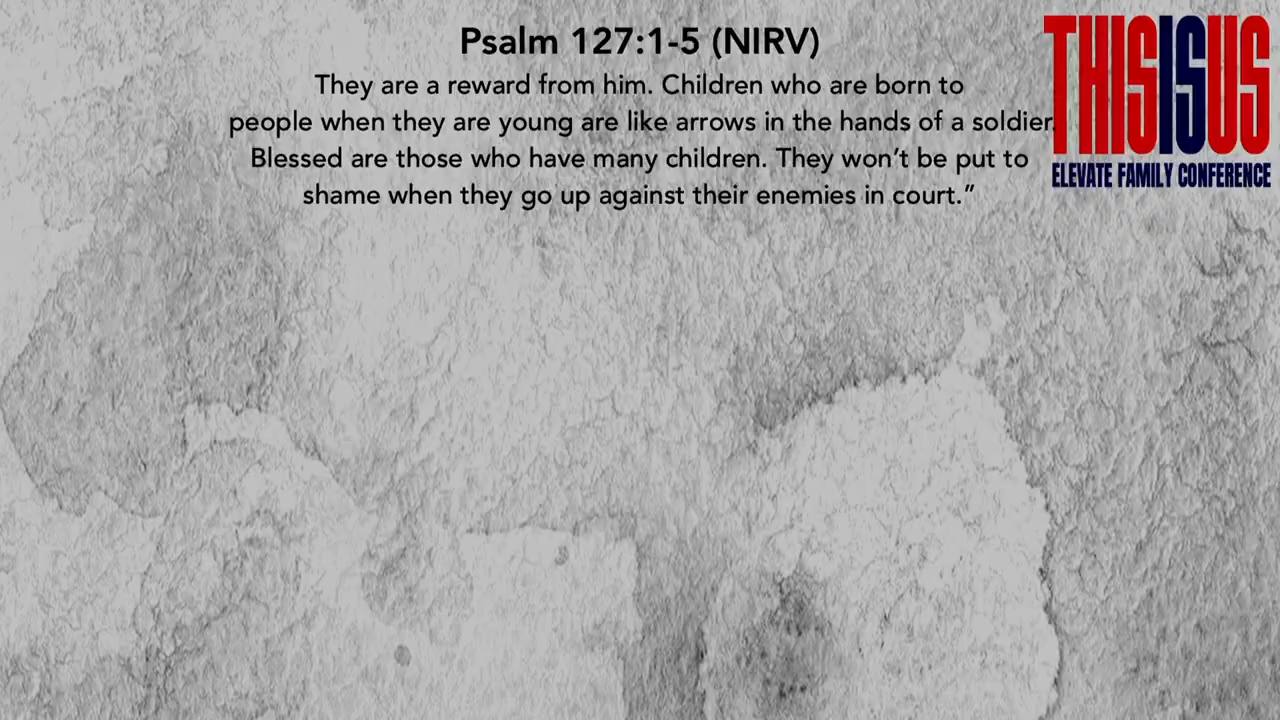 Psalm 127:1-5 (NIRV)
They are a reward from him. Children who are born to
people when they are young are like arrows in the hands of a soldier.
Blessed are those who have many children. They won’t be put to
shame when they go up against their enemies in court.”
THISISUS
ELEVATE FAMILY CONFERENCE